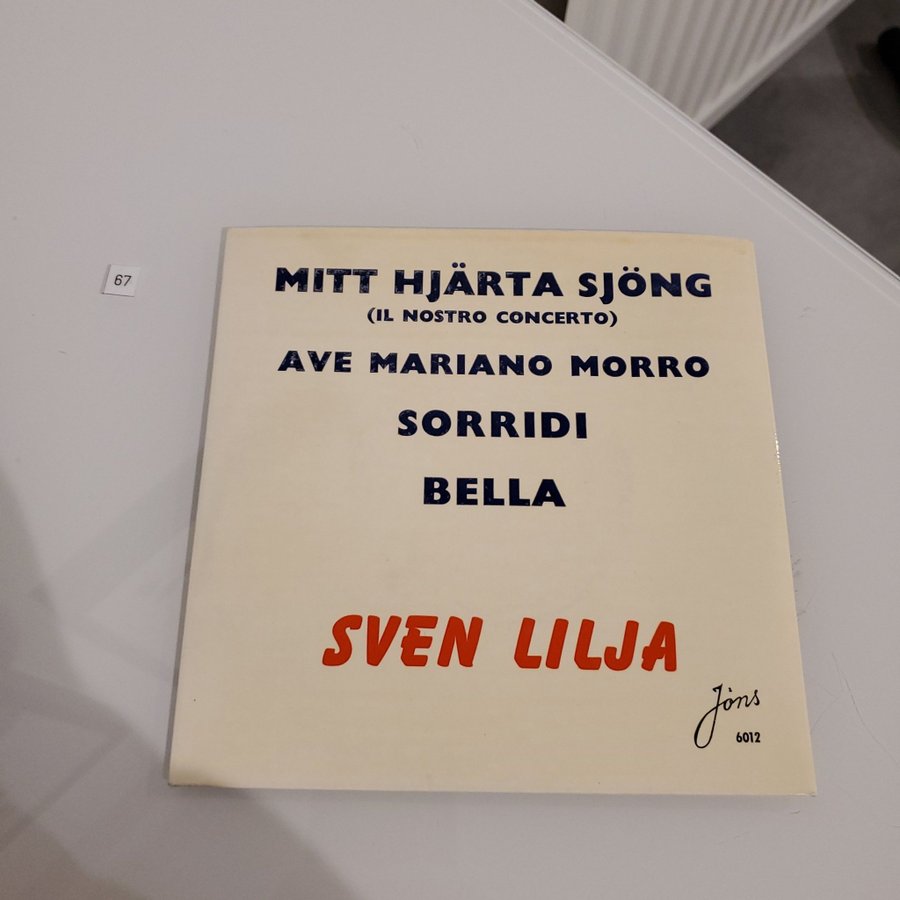 67
MITT HJÄRTA SJÖNG
(IL NOSTRO CONCERTO)
AVE MARIANO MORRO
SORRIDI
BELLA
SVEN LILJA
Jöns
6012